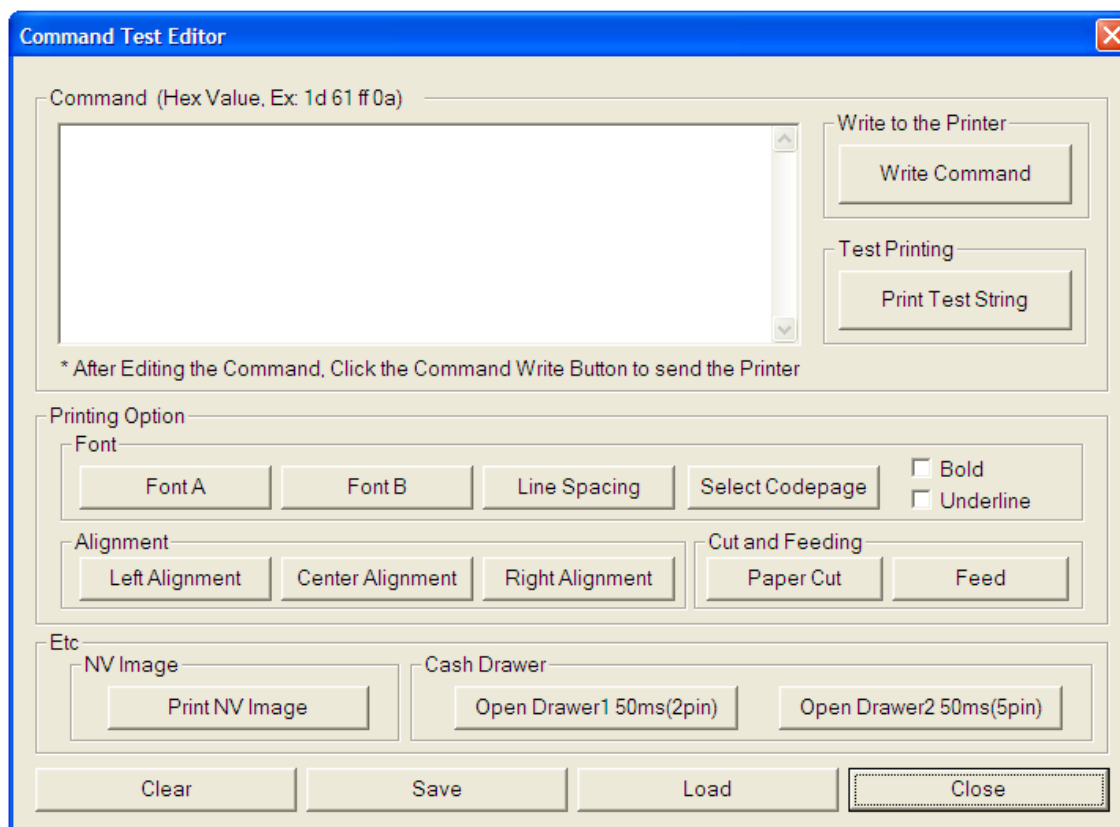 Command Test Editor
Command (Hex Value, Ex: 1d 61 ff 0a)
Write to the Printer
Write Command
Test Printing
Print Test String
* After Editing the Command, Click the Command Write Button to send the Printer
Printing Option
Font
Font A
Font B
Line Spacing
Select Codepage
Bold
Underline
Alignment
Left Alignment
Center Alignment
Right Alignment
Cut and Feeding
Paper Cut
Feed
Etc
NV Image
Print NV Image
Cash Drawer
Open Drawer1 50ms(2pin)
Open Drawer2 50ms(5pin)
Clear
Save
Load
Close